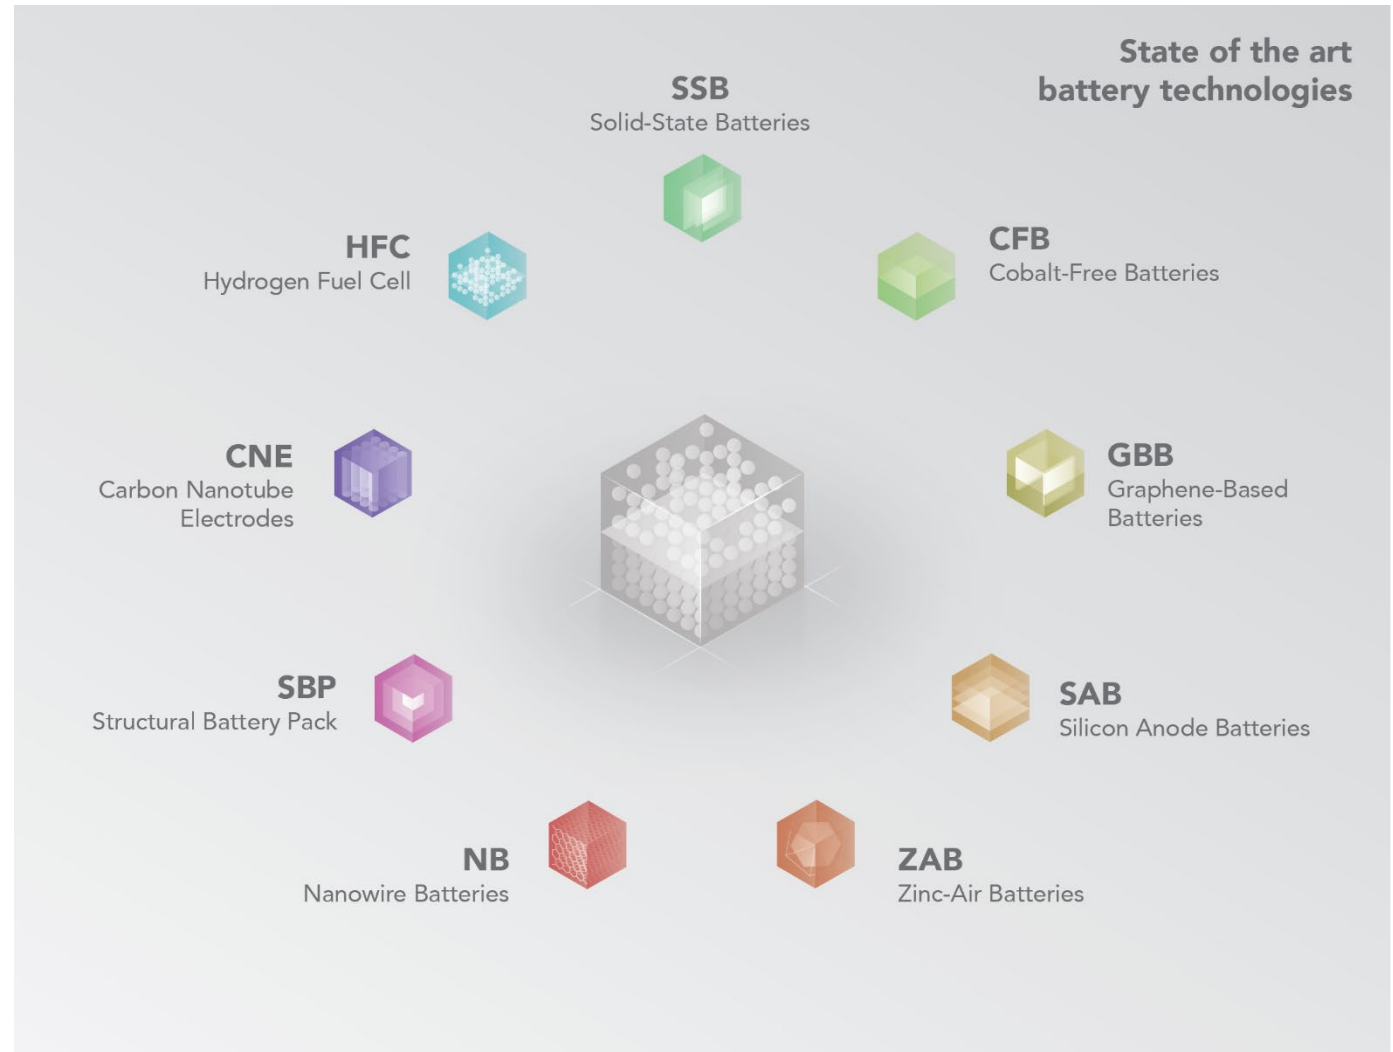 State of the art
battery technologies
SSB
Solid-State Batteries
CFB
Cobalt-Free Batteries
HFC
Hydrogen Fuel Cell
CNE
Carbon Nanotube
Electrodes
GBB
Graphene-Based
Batteries
SBP
Structural Battery Pack
SAB
Silicon Anode Batteries
NB
Nanowire Batteries
ZAB
Zinc-Air Batteries